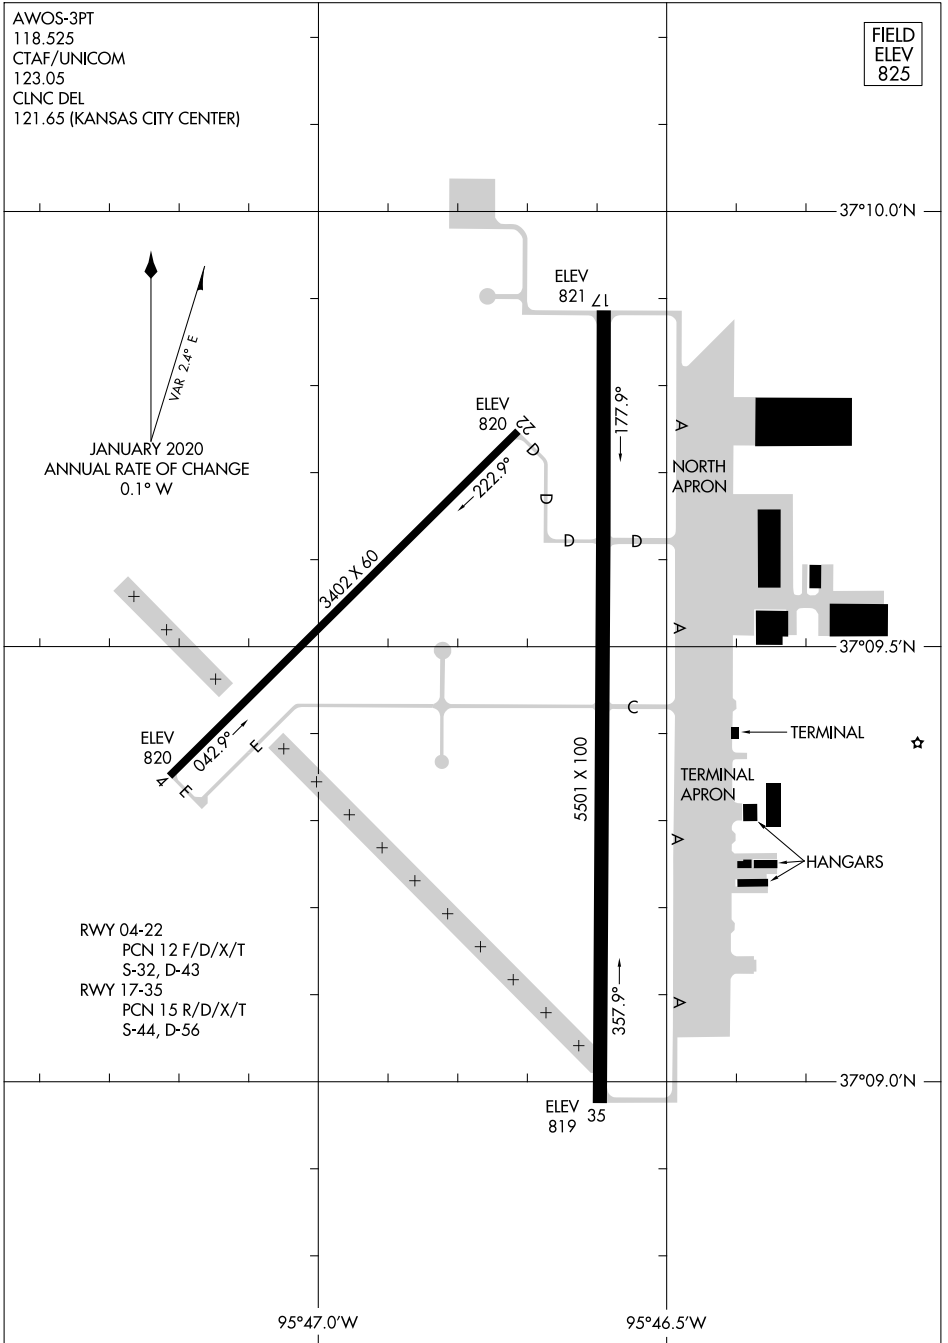 AWOS-3PT
118.525
CTAF/UNICOM
123.05
CLNC DEL
121.65 (KANSAS CITY CENTER)
FIELD
ELEV
825
37°10.0'N
VAR 2.4° E
JANUARY 2020
ANNUAL RATE OF CHANGE
0.1° W
ELEV
821
17
177.9°
ELEV
820
22
222.9°
D
D
D
D
A
NORTH
APRON
3402 X 60
A
37°09.5'N
C
TERMINAL
ELEV
820
4
042.9°
E
E
TERMINAL
APRON
5501 X 100
A
HANGARS
RWY 04-22
PCN 12 F/D/X/T
S-32, D-43
RWY 17-35
PCN 15 R/D/X/T
S-44, D-56
357.9°
A
37°09.0'N
ELEV
819
35
95°47.0'W
95°46.5'W